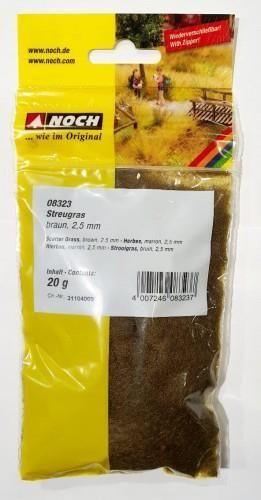 Wiederverschließbar!
With Zipper!
www.noch.de
www.noch.com
NOCH
... wie im Original
08323
Streugras
braun, 2,5 mm
Scatter Grass, brown, 2,5 mm • Herbes, marron, 2,5 mm
marron, 2,5 mm • Strooigras, bruin, 2,5 mm
Inhalt • Contents:
20 g
4 007246 083237